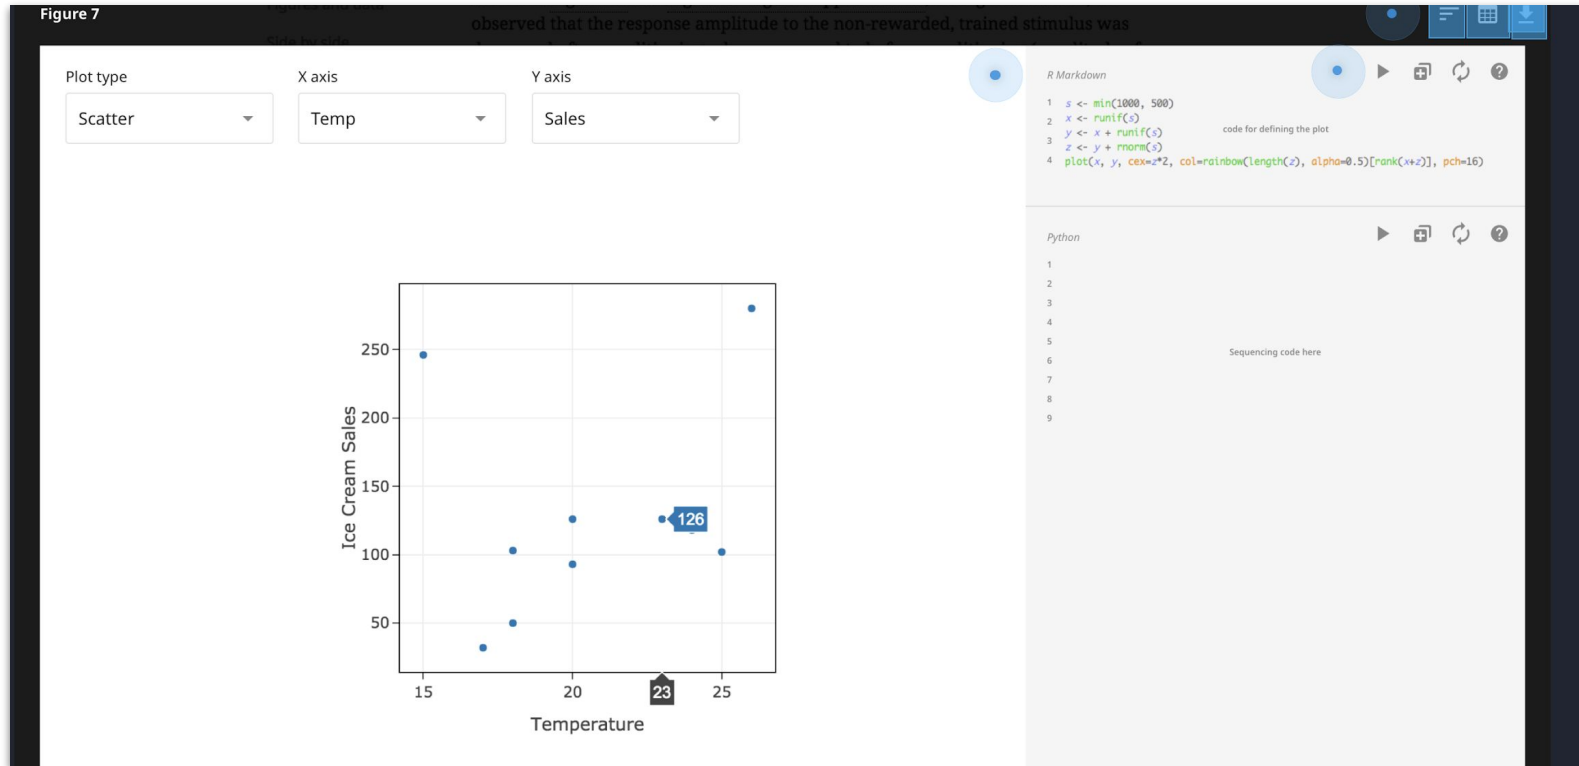 Figure 7
observed that the response amplitude to the non-rewarded, trained stimulus was
Side by side
Plot type
X axis
Y axis
Scatter
Temp
Sales
R Markdown
1 s <- min(1000, 500)
2 x <- runif(s)
3 y <- x + runif(s)
z <- y + rnorm(s)
4 plot(x, y, cex=z*2, col=rainbow(length(z), alpha=0.5)[rank(x+z)], pch=16)
code for defining the plot
Python
1
2
3
4
5
6
7
8
9
Sequencing code here
Ice Cream Sales
250
200
150
100
50
126
15
20
23
25
Temperature